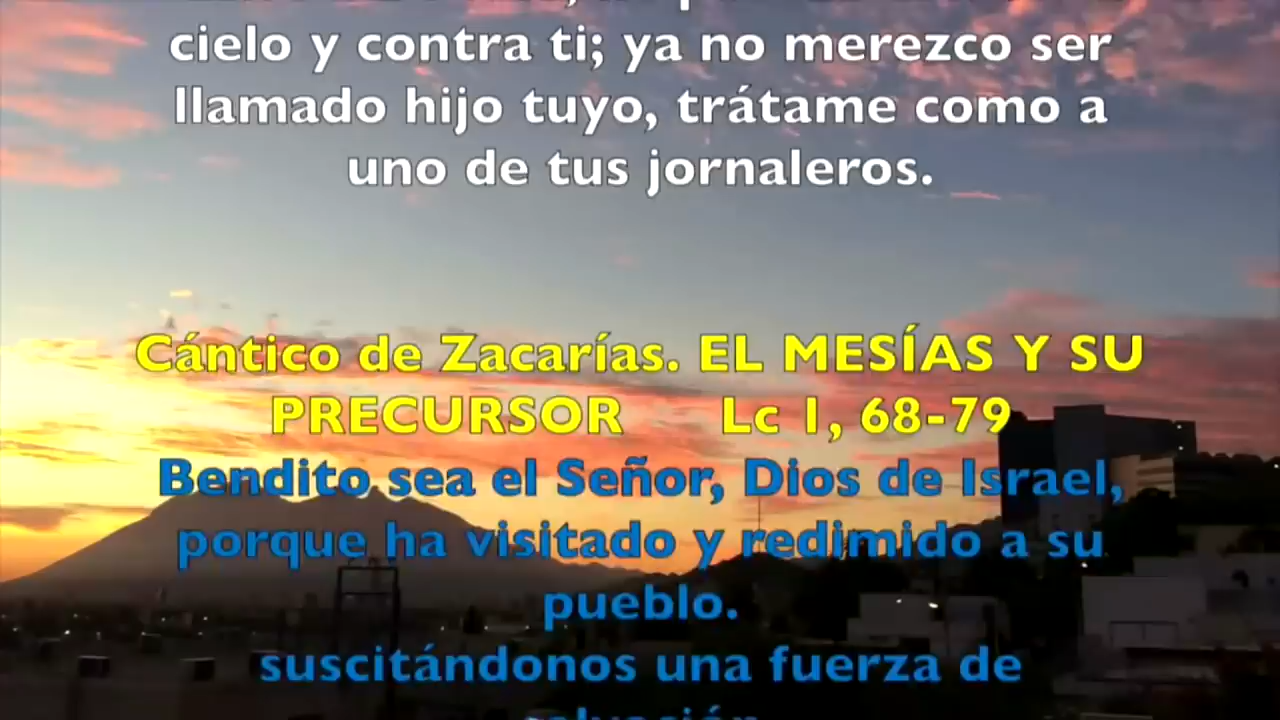 cielo y contra ti; ya no merezco ser
llamado hijo tuyo, trátame como a
uno de tus jornaleros.
Cántico de Zacarías. EL MESÍAS Y SU
PRECURSOR Lc 1, 68-79
Bendito sea el Señor, Dios de Israel,
porque ha visitado y redimido a su
pueblo.
suscitándonos una fuerza de